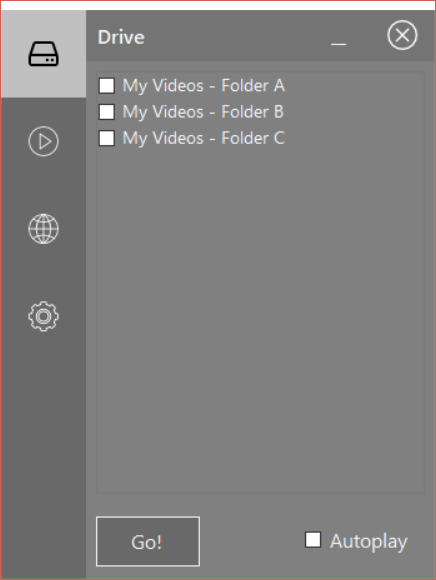 Drive
My Videos - Folder A
My Videos - Folder B
My Videos - Folder C
Go!
Autoplay